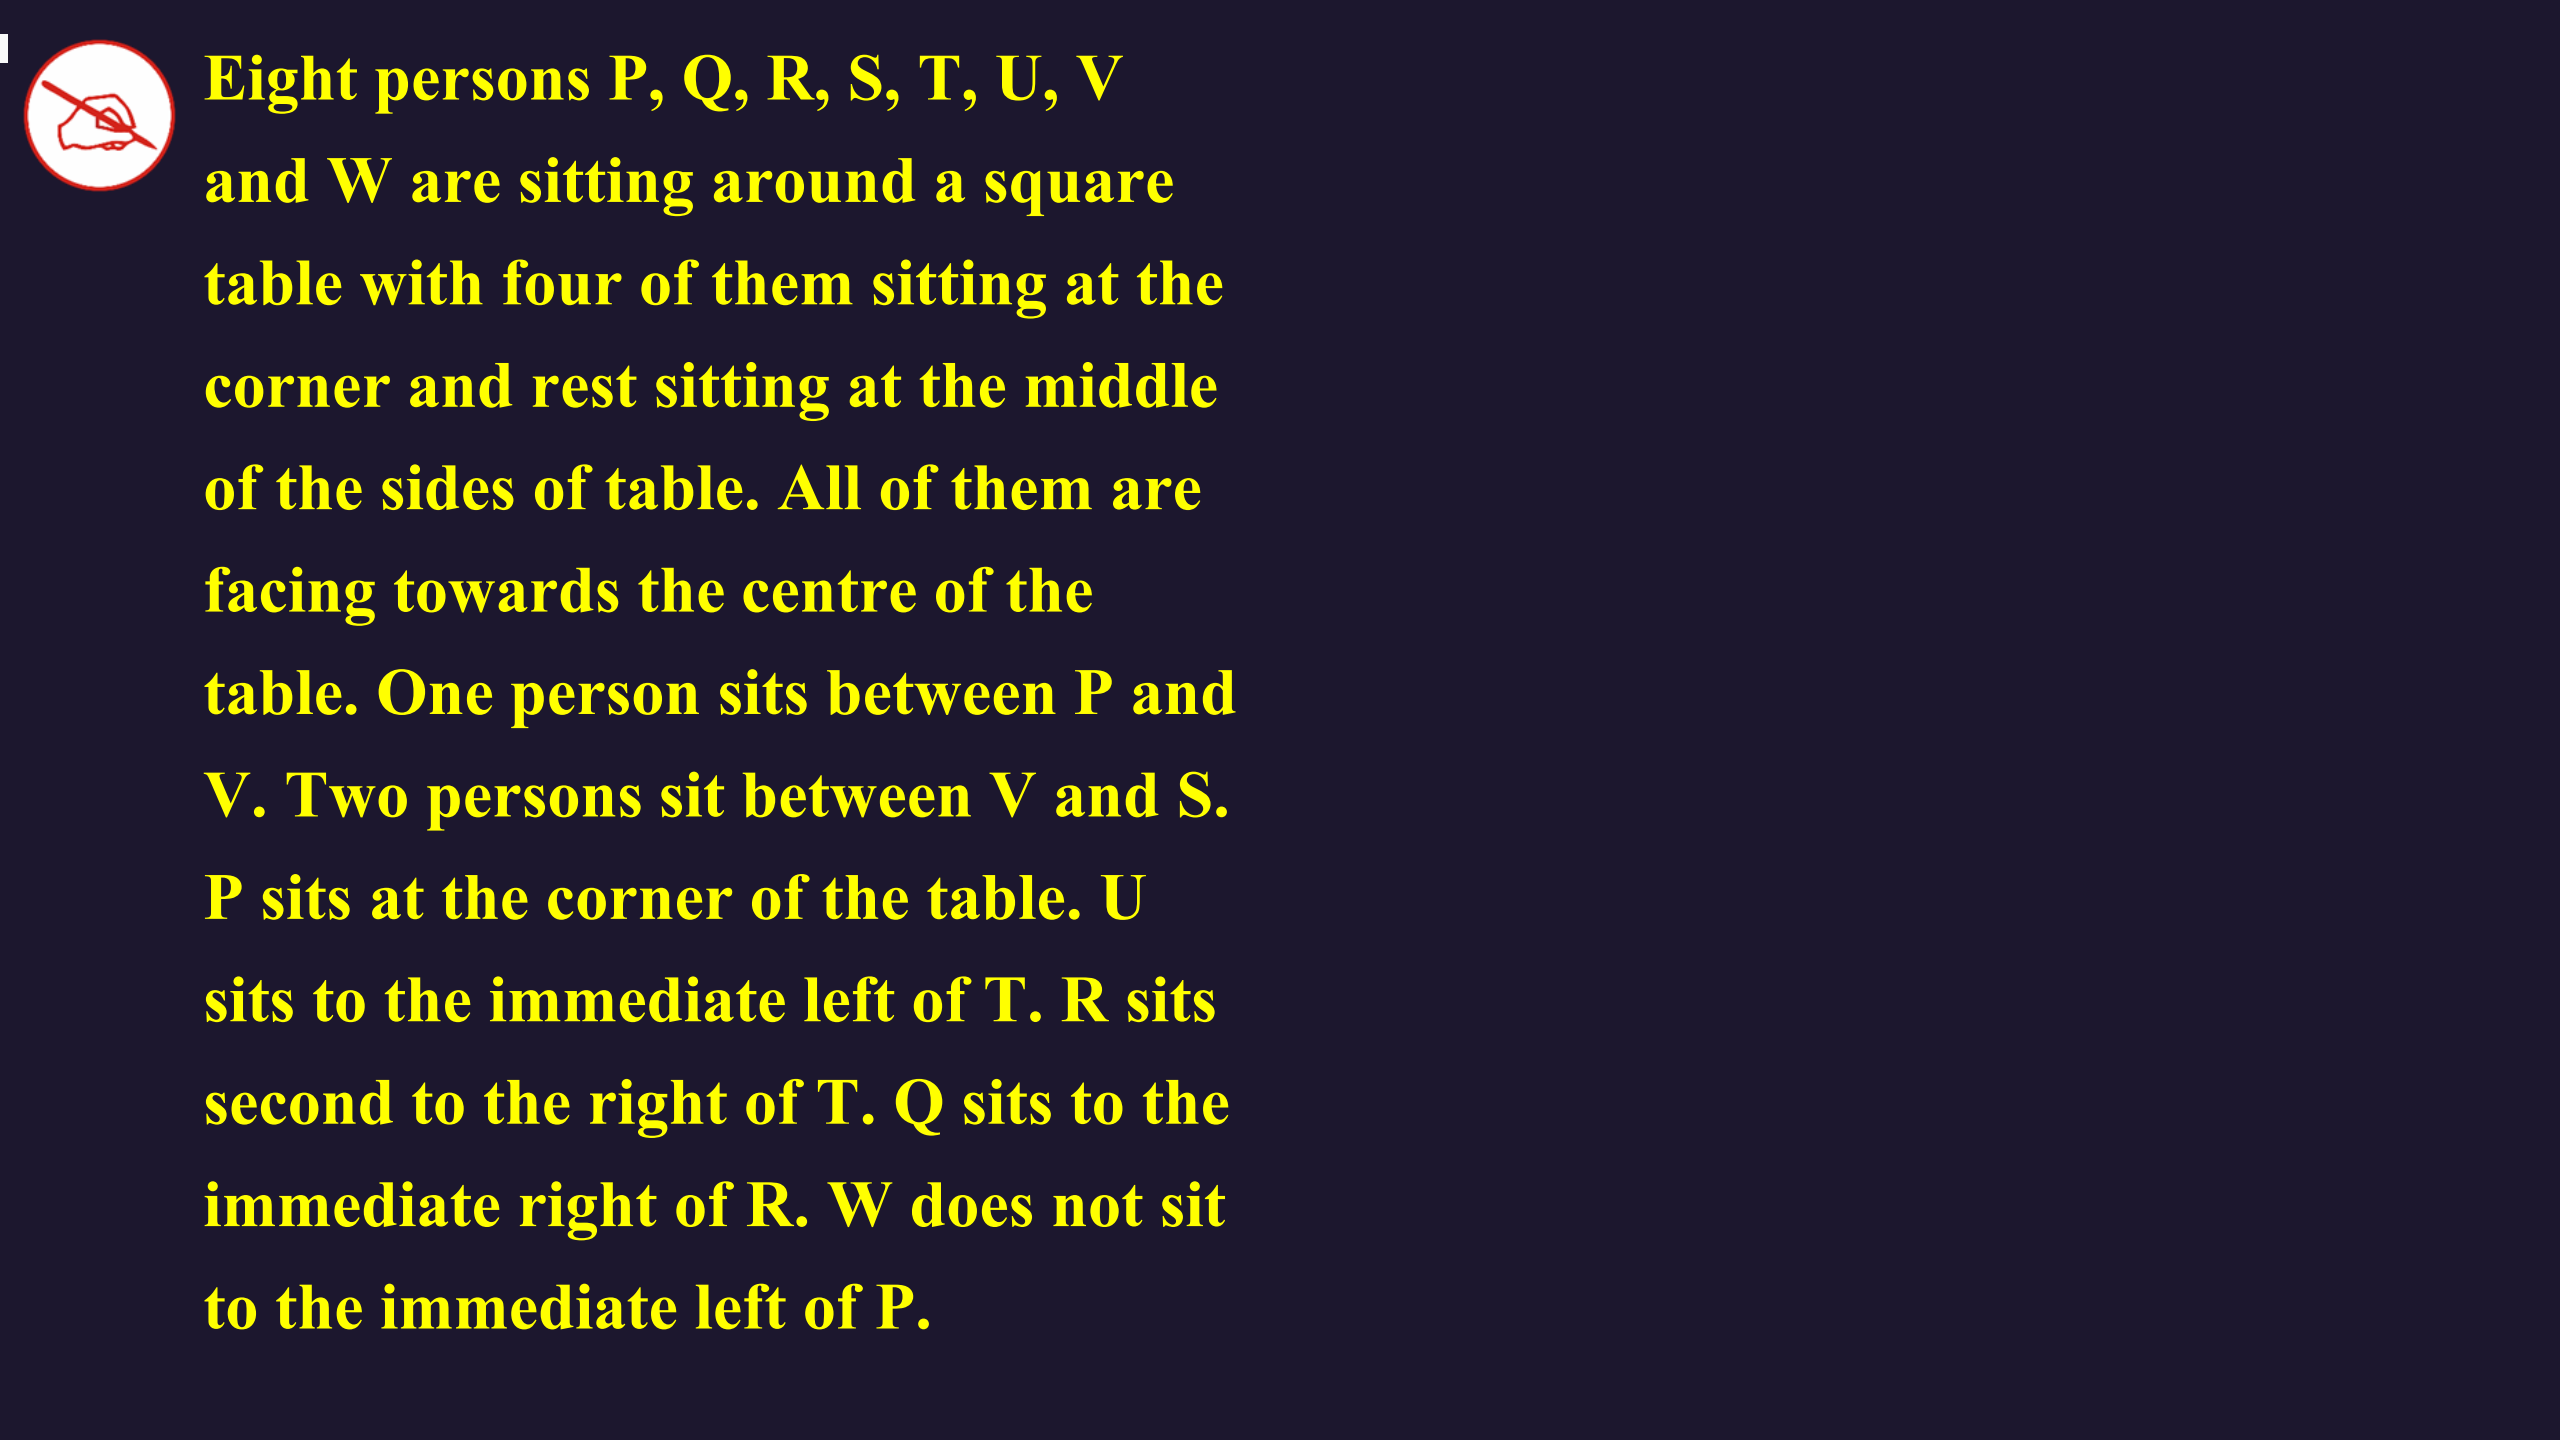 Eight persons P, Q, R, S, T, U, V
and W are sitting around a square
table with four of them sitting at the
corner and rest sitting at the middle
of the sides of table. All of them are
facing towards the centre of the
table. One person sits between P and
V. Two persons sit between V and S.
P sits at the corner of the table. U
sits to the immediate left of T. R sits
second to the right of T. Q sits to the
immediate right of R. W does not sit
to the immediate left of P.